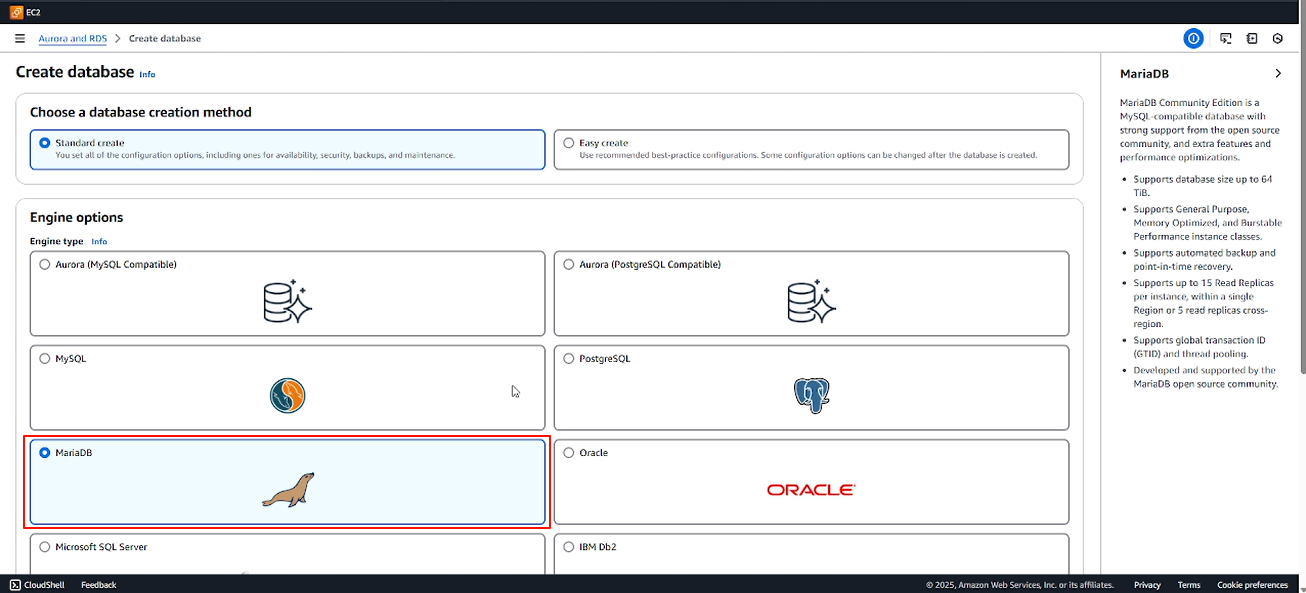 EC2
Aurora and RDS > Create database
Create database Info
Choose a database creation method
Standard create
You set all of the configuration options, including ones for availability, security, backups, and maintenance.
Easy create
Use recommended best-practice configurations. Some configuration options can be changed after the database is created.
Engine options
Engine type Info
Aurora (MySQL Compatible)
Aurora (PostgreSQL Compatible)
MySQL
PostgreSQL
MariaDB
Oracle
ORACLE
Microsoft SQL Server
IBM Db2
MariaDB
MariaDB Community Edition is a
MySQL-compatible database with
strong support from the open source
community, and extra features and
performance optimizations.
• Supports database size up to 64
TiB.
• Supports General Purpose,
Memory Optimized, and Burstable
Performance instance classes.
• Supports automated backup and
point-in-time recovery.
• Supports up to 15 Read Replicas
per instance, within a single
Region or 5 read replicas cross-
region.
• Supports global transaction ID
(GTID) and thread pooling.
• Developed and supported by the
MariaDB open source community.
CloudShell Feedback © 2025, Amazon Web Services, Inc. or its affiliates. Privacy Terms Cookie preferences